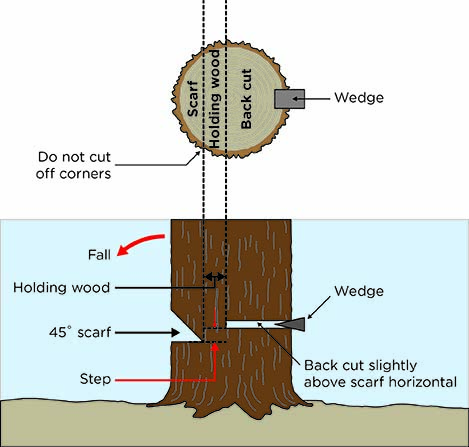 Scarf
Holding wood
Back cut
Wedge
Do not cut
off corners
Fall
Holding wood
Wedge
45° scarf
Back cut slightly
above scarf horizontal
Step